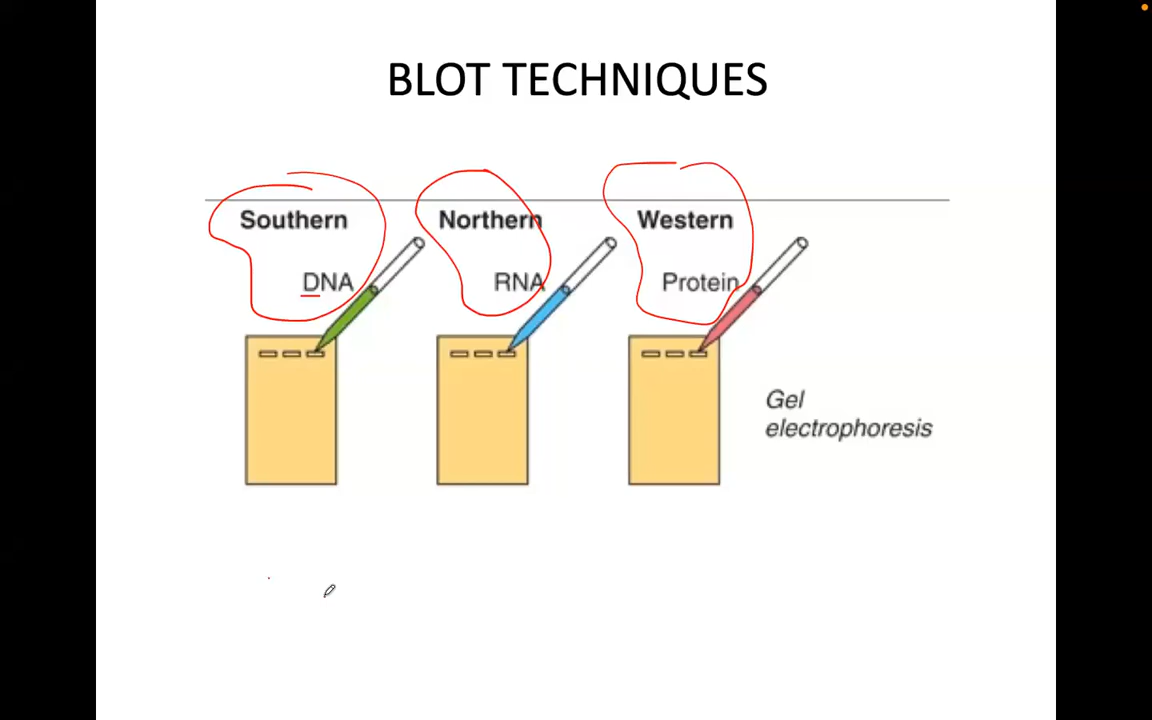 BLOT TECHNIQUES
Southern Northern Western
DNA RNA Protein
Gel
electrophoresis